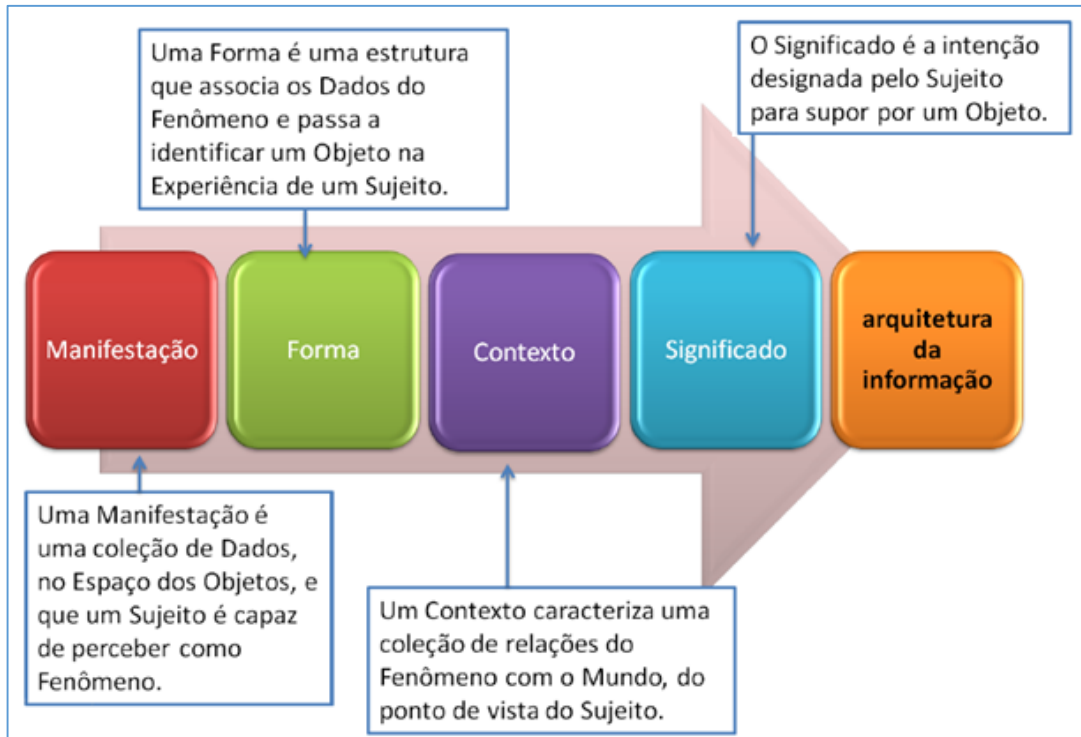 Uma Forma é uma estrutura
que associa os Dados do
Fenômeno e passa a
identificar um Objeto na
Experiência de um Sujeito.
O Significado é a intenção
designada pelo Sujeito
para supor por um Objeto.
Manifestação
Forma
Contexto
Significado
arquitetura
da
informação
Uma Manifestação é
uma coleção de Dados,
no Espaço dos Objetos, e
que um Sujeito é capaz
de perceber como
Fenômeno.
Um Contexto caracteriza uma
coleção de relações do
Fenômeno com o Mundo, do
ponto de vista do Sujeito.